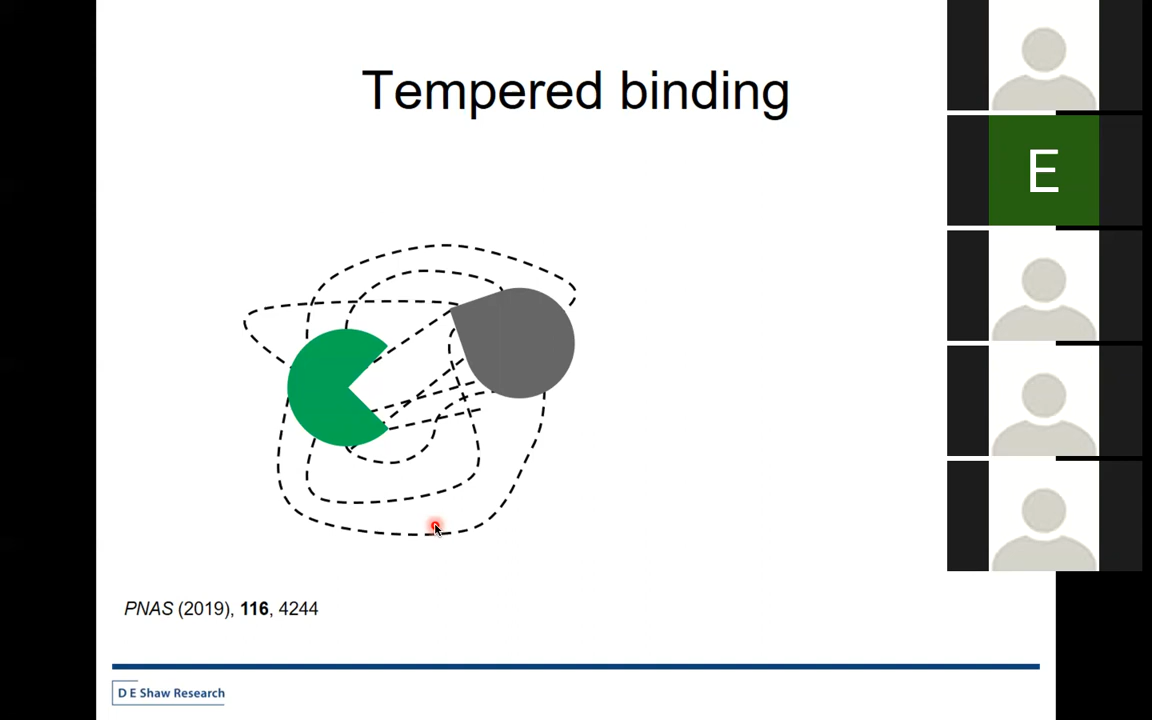 Tempered binding
E
PNAS (2019), 116, 4244
D E Shaw Research